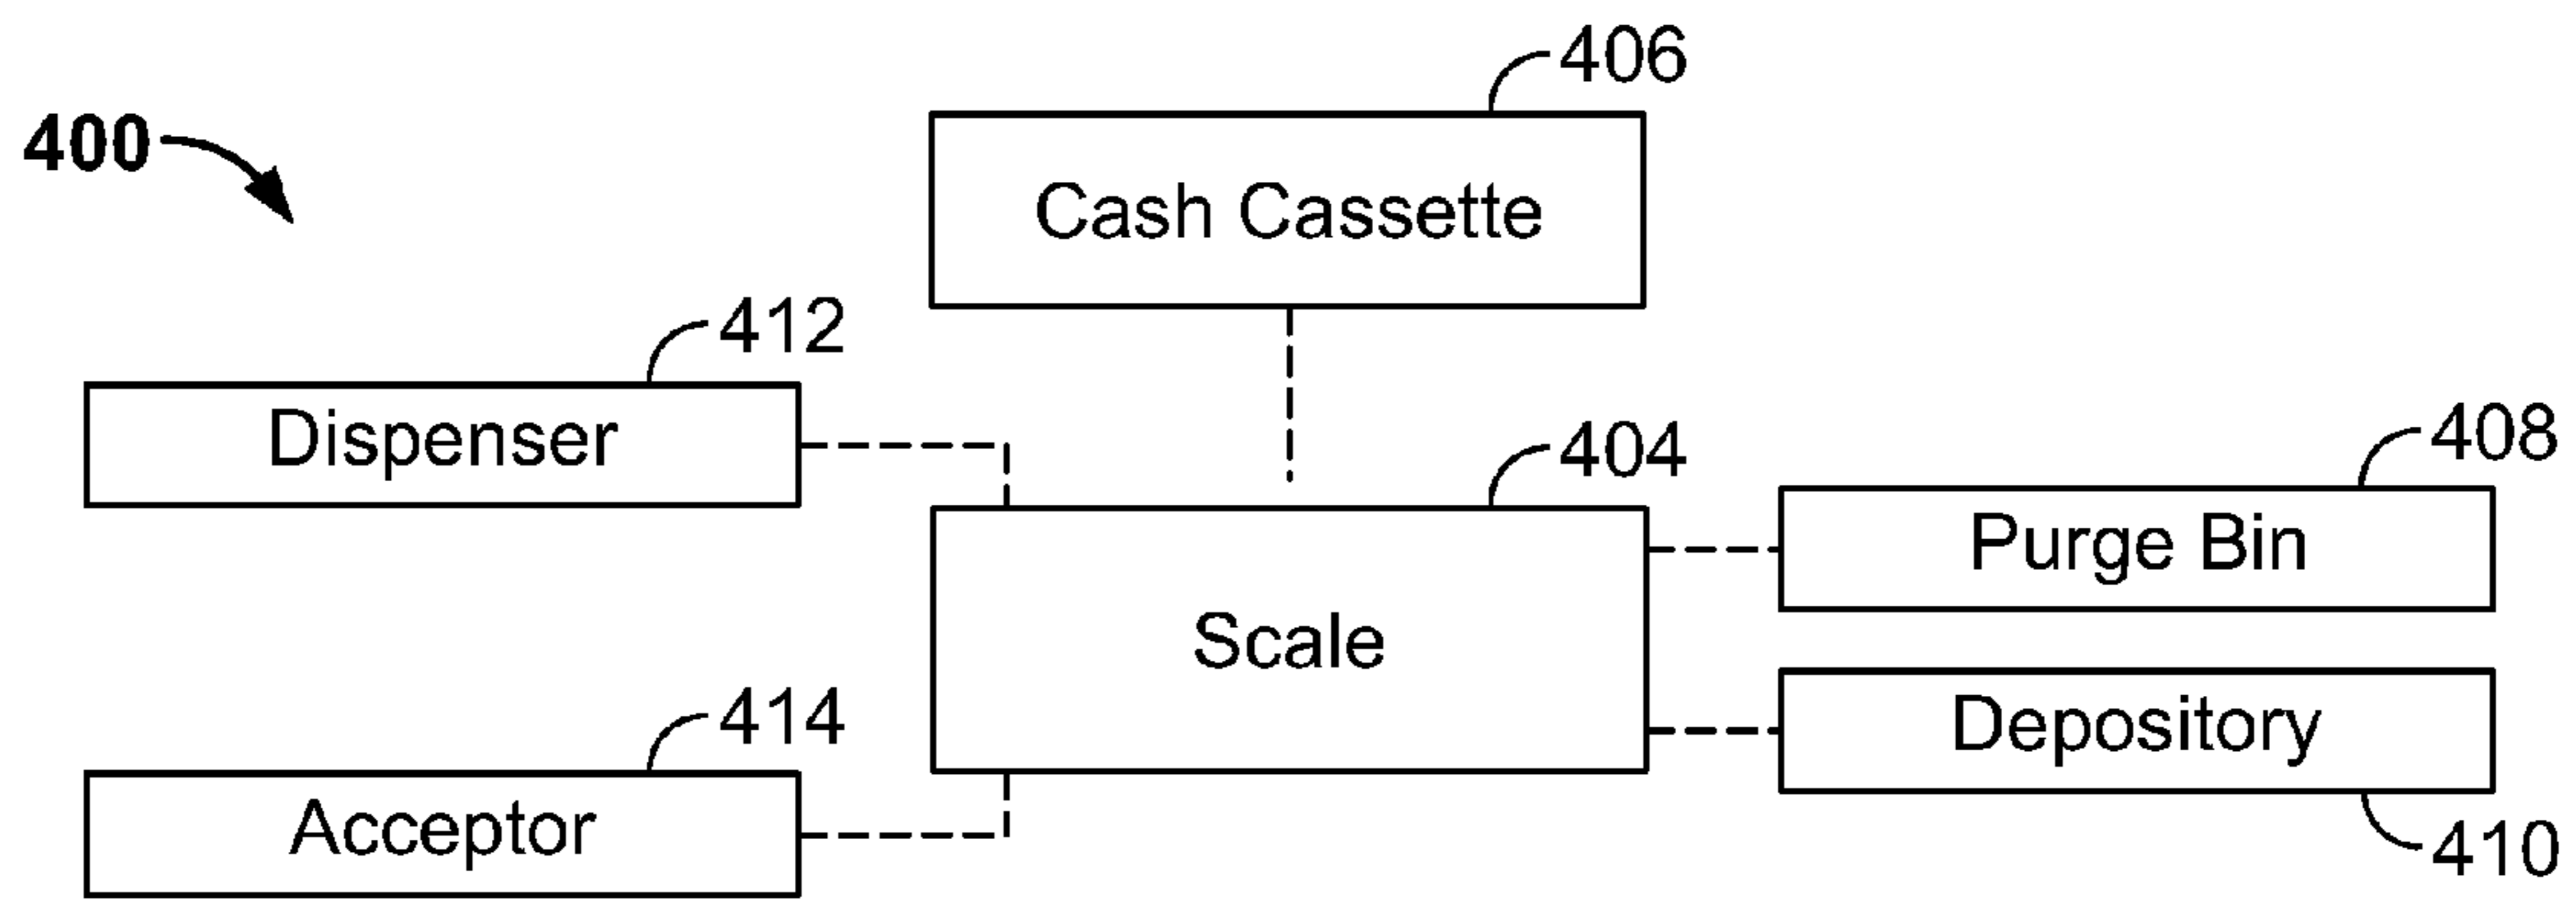 406
400
Cash Cassette
412
Dispenser
404
408
Purge Bin
Scale
414
Depository
Acceptor
410